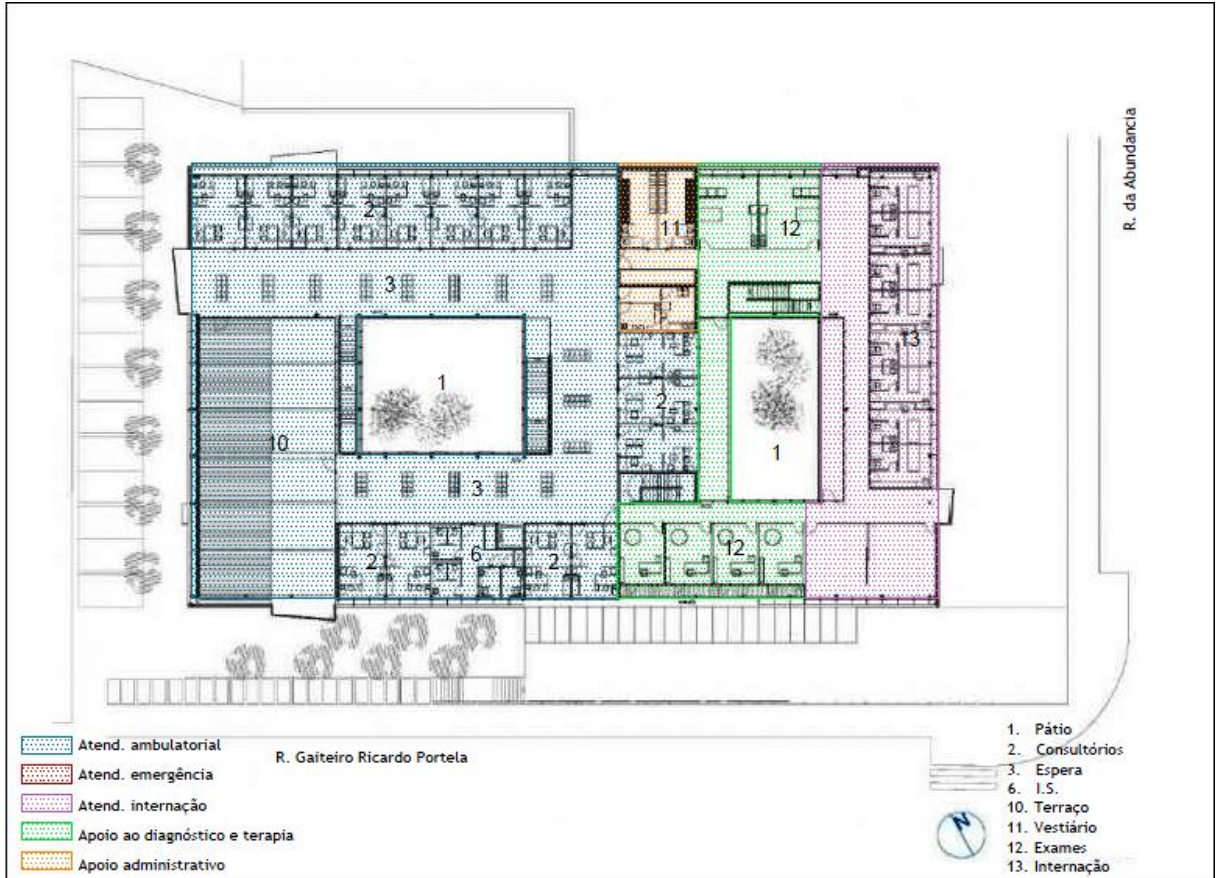 R. da Abundancia
2
11
12
3
13
1
2
10
1
3
2
6
2
12
Atend. ambulatorial
Atend. emergência
Atend. internação
Apoio ao diagnóstico e terapia
Apoio administrativo
R. Gaiteiro Ricardo Portela
1. Pátio
2. Consultórios
3. Espera
6. I.S.
10. Terraço
11. Vestiário
12. Exames
13. Internação
N